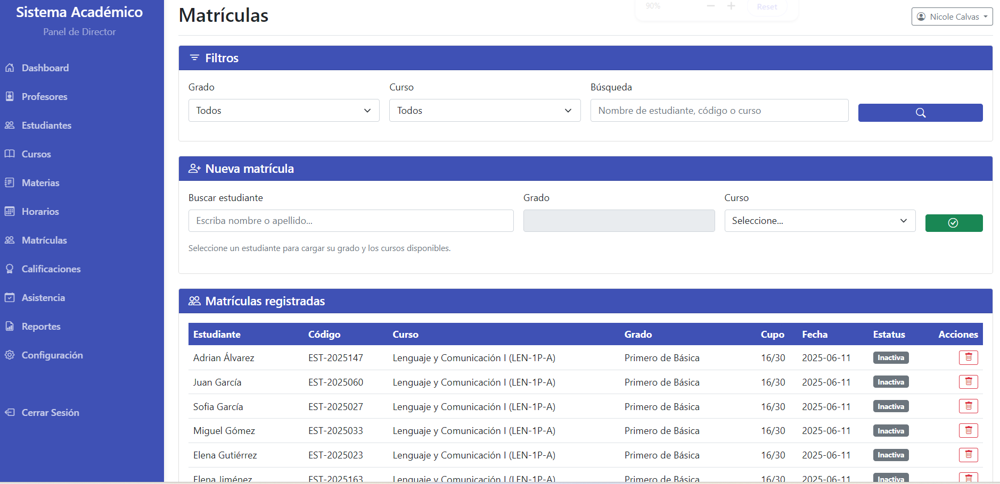 Sistema Académico
Panel de Director
Dashboard
Profesores
Estudiantes
Cursos
Materias
Horarios
Matrículas
Calificaciones
Asistencia
Reportes
Configuración
Cerrar Sesión
Matrículas
90% Reset
Nicole Calvas
Filtros
Grado Curso Búsqueda
Todos Todos Nombre de estudiante, código o curso
Nueva matrícula
Buscar estudiante Grado Curso
Escriba nombre o apellido... Seleccione...
Seleccione un estudiante para cargar su grado y los cursos disponibles.
Matrículas registradas
Estudiante Código Curso Grado Cupo Fecha Estatus Acciones
Adrian Álvarez EST-2025147 Lenguaje y Comunicación I (LEN-1P-A) Primero de Básica 16/30 2025-06-11 Inactiva
Juan García EST-2025060 Lenguaje y Comunicación I (LEN-1P-A) Primero de Básica 16/30 2025-06-11 Inactiva
Sofia García EST-2025027 Lenguaje y Comunicación I (LEN-1P-A) Primero de Básica 16/30 2025-06-11 Inactiva
Miguel Gómez EST-2025033 Lenguaje y Comunicación I (LEN-1P-A) Primero de Básica 16/30 2025-06-11 Inactiva
Elena Gutiérrez EST-2025023 Lenguaje y Comunicación I (LEN-1P-A) Primero de Básica 16/30 2025-06-11 Inactiva
Elena Jiménez EST-2025163 Lenguaje y Comunicación I (LEN-1P-A) Primero de Básica 16/30 2025-06-11 Inactiva